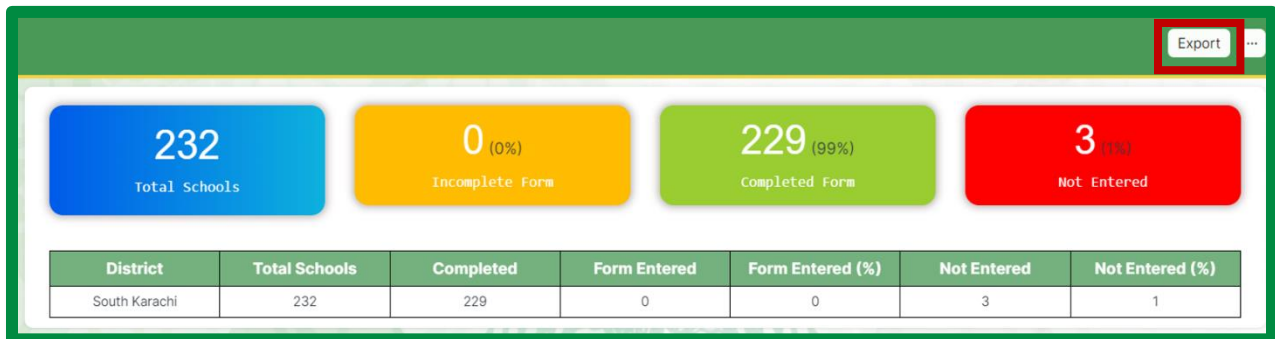 Export ...
232
Total Schools
0 (0%)
Incomplete Form
229 (99%)
Completed Form
3 (1%)
Not Entered
District Total Schools Completed Form Entered Form Entered (%) Not Entered Not Entered (%)
South Karachi 232 229 0 0 3 1